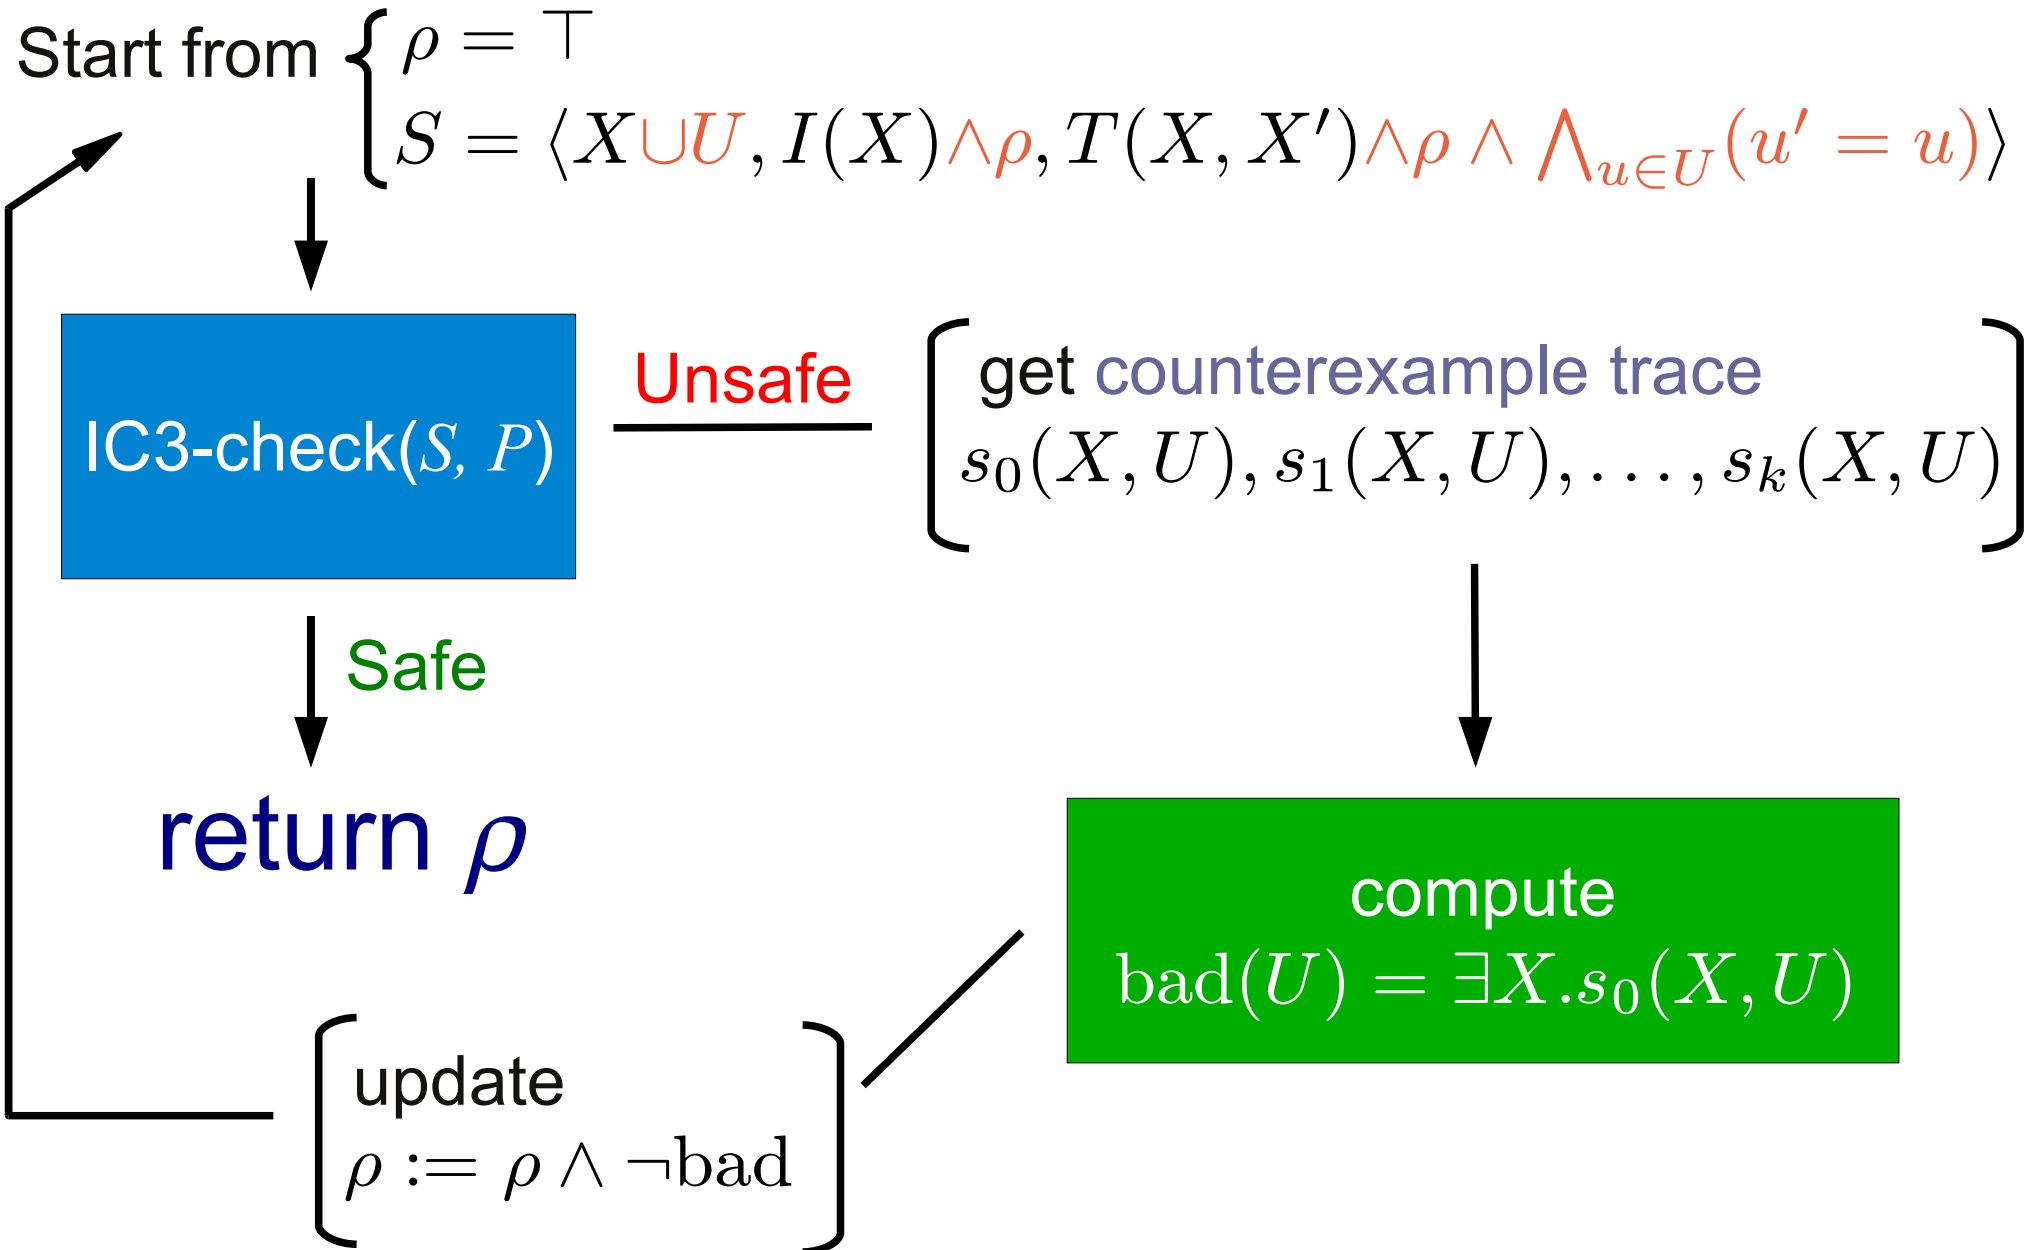 Start from
ρ = ⊤
S = ⟨X∪U, I(X)∧ρ, T(X, X′)∧ρ ∧ ⋀_{u∈U}(u′ = u)⟩
IC3-check(S, P)
Unsafe
get counterexample trace
s₀(X, U), s₁(X, U), . . . , sₖ(X, U)
Safe
return ρ
compute
bad(U) = ∃X.s₀(X, U)
update
ρ := ρ ∧ ¬bad